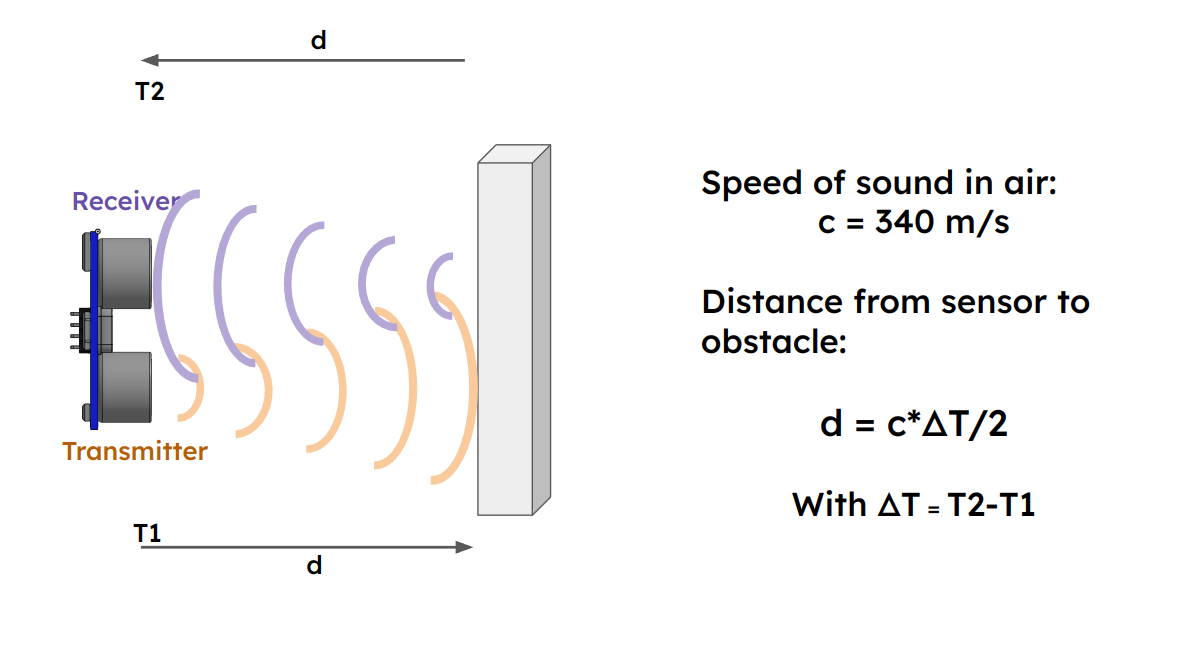 d
T2
Receiver
Transmitter
T1
d
Speed of sound in air:
c = 340 m/s
Distance from sensor to
obstacle:
d = c*ΔT/2
With ΔT = T2-T1